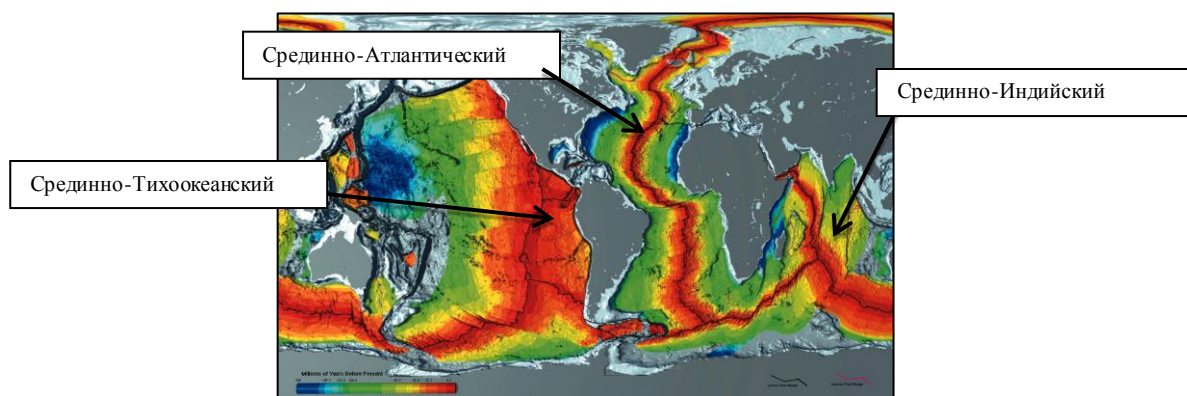 Срединно-Атлантический
Срединно-Индийский
Срединно-Тихоокеанский
Millions of Years Before Present